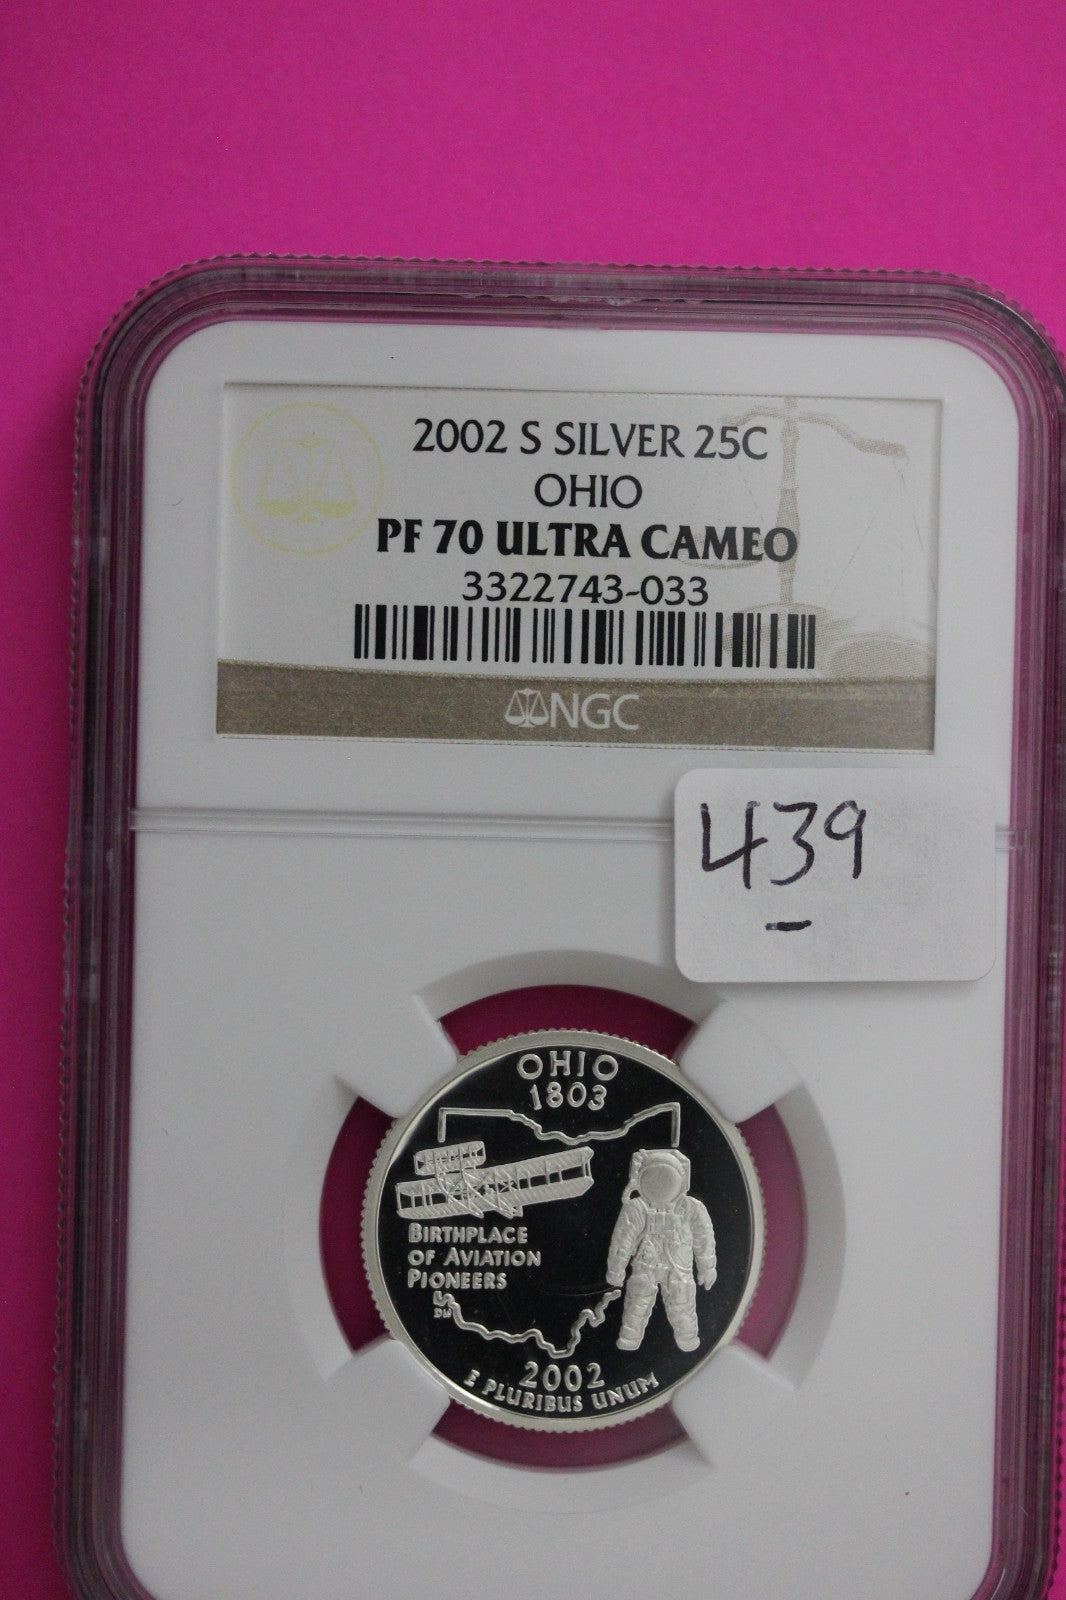 2002 S SILVER 25C
OHIO
PF 70 ULTRA CAMEO
3322743-033
NGC
439
OHIO
1803
BIRTHPLACE
OF AVIATION
PIONEERS
DW
2002
E PLURIBUS UNUM